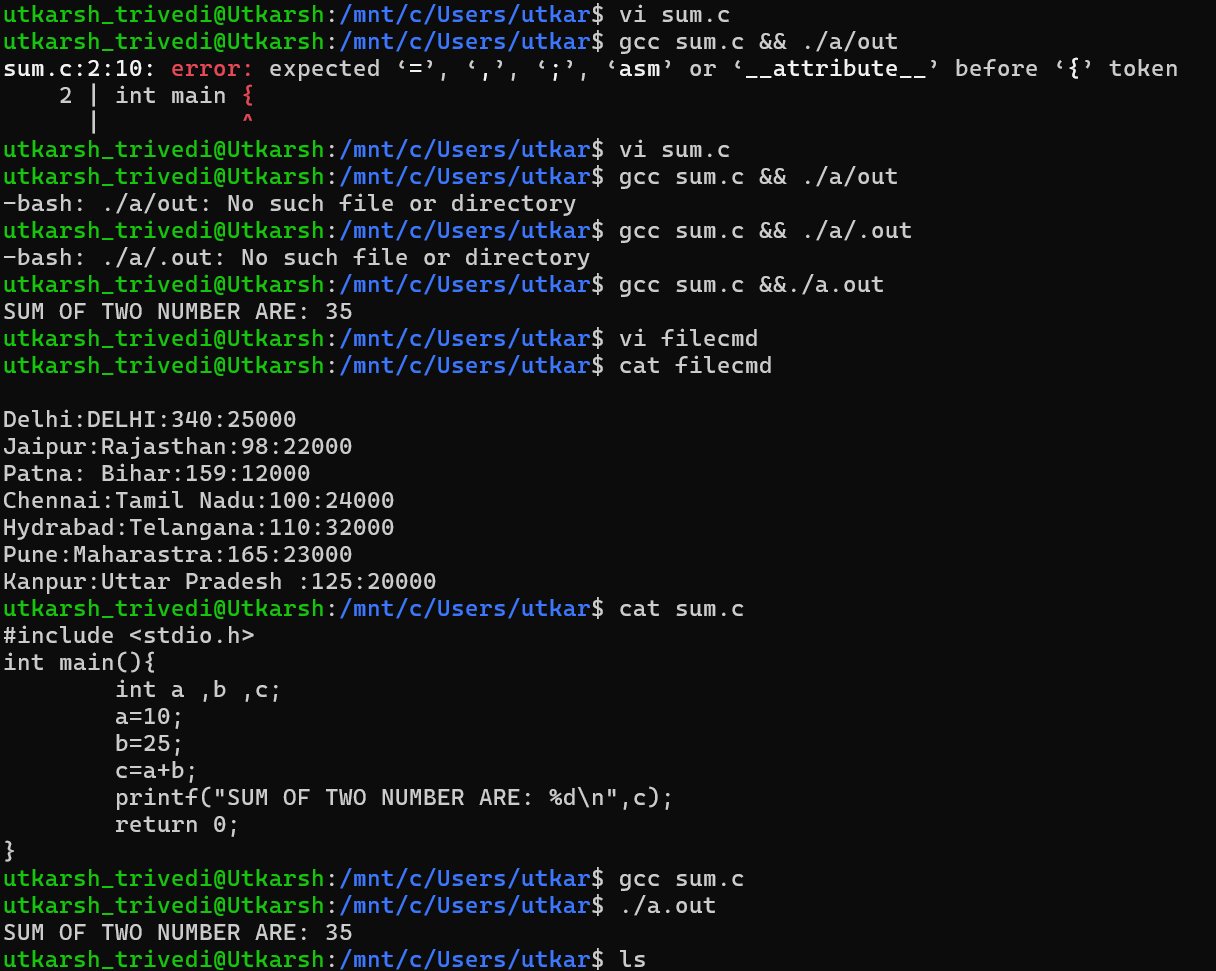 utkarsh_trivedi@Utkarsh:/mnt/c/Users/utkar$ vi sum.c
utkarsh_trivedi@Utkarsh:/mnt/c/Users/utkar$ gcc sum.c && ./a/out
sum.c:2:10: error: expected ‘=’, ‘,’, ‘;’, ‘asm’ or ‘__attribute__’ before ‘{’ token
    2 | int main {
      |          ^
utkarsh_trivedi@Utkarsh:/mnt/c/Users/utkar$ vi sum.c
utkarsh_trivedi@Utkarsh:/mnt/c/Users/utkar$ gcc sum.c && ./a/out
-bash: ./a/out: No such file or directory
utkarsh_trivedi@Utkarsh:/mnt/c/Users/utkar$ gcc sum.c && ./a/.out
-bash: ./a/.out: No such file or directory
utkarsh_trivedi@Utkarsh:/mnt/c/Users/utkar$ gcc sum.c &&./a.out
SUM OF TWO NUMBER ARE: 35
utkarsh_trivedi@Utkarsh:/mnt/c/Users/utkar$ vi filecmd
utkarsh_trivedi@Utkarsh:/mnt/c/Users/utkar$ cat filecmd

Delhi:DELHI:340:25000
Jaipur:Rajasthan:98:22000
Patna: Bihar:159:12000
Chennai:Tamil Nadu:100:24000
Hydrabad:Telangana:110:32000
Pune:Maharastra:165:23000
Kanpur:Uttar Pradesh :125:20000
utkarsh_trivedi@Utkarsh:/mnt/c/Users/utkar$ cat sum.c
#include <stdio.h>
int main(){
        int a ,b ,c;
        a=10;
        b=25;
        c=a+b;
        printf("SUM OF TWO NUMBER ARE: %d\n",c);
        return 0;
}
utkarsh_trivedi@Utkarsh:/mnt/c/Users/utkar$ gcc sum.c
utkarsh_trivedi@Utkarsh:/mnt/c/Users/utkar$ ./a.out
SUM OF TWO NUMBER ARE: 35
utkarsh_trivedi@Utkarsh:/mnt/c/Users/utkar$ ls